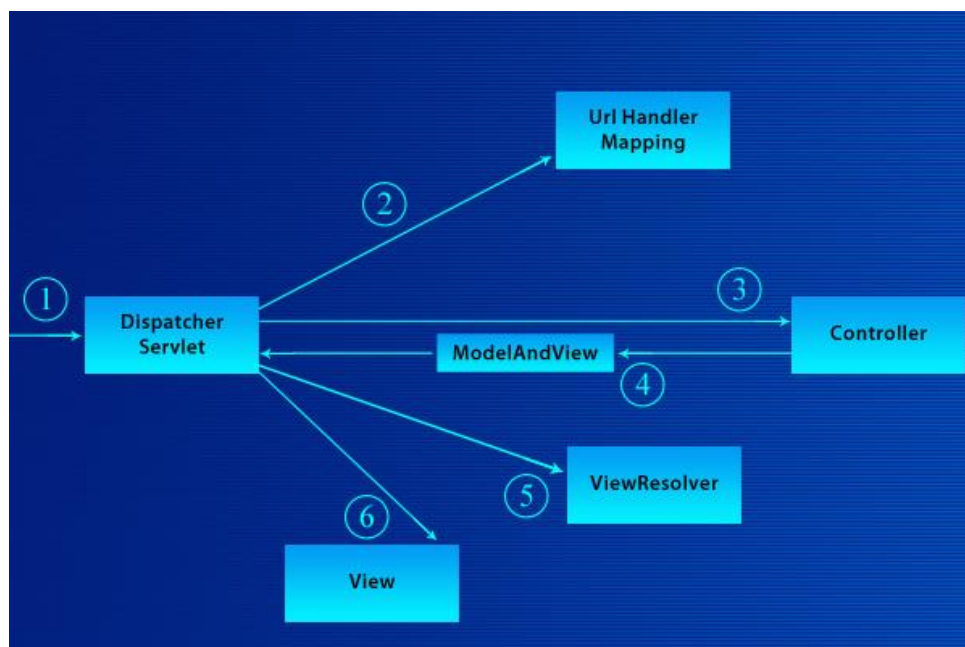 Url Handler
Mapping
2
1
3
Dispatcher
Servlet
Controller
ModelAndView
4
ViewResolver
5
6
View